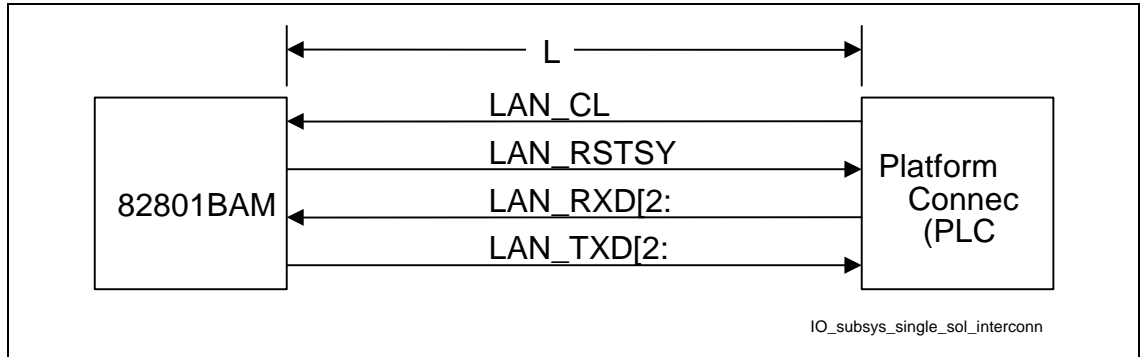 L
LAN_CL
LAN_RSTSY
LAN_RXD[2:
LAN_TXD[2:
82801BAM
Platform
Connec
(PLC
IO_subsys_single_sol_interconn